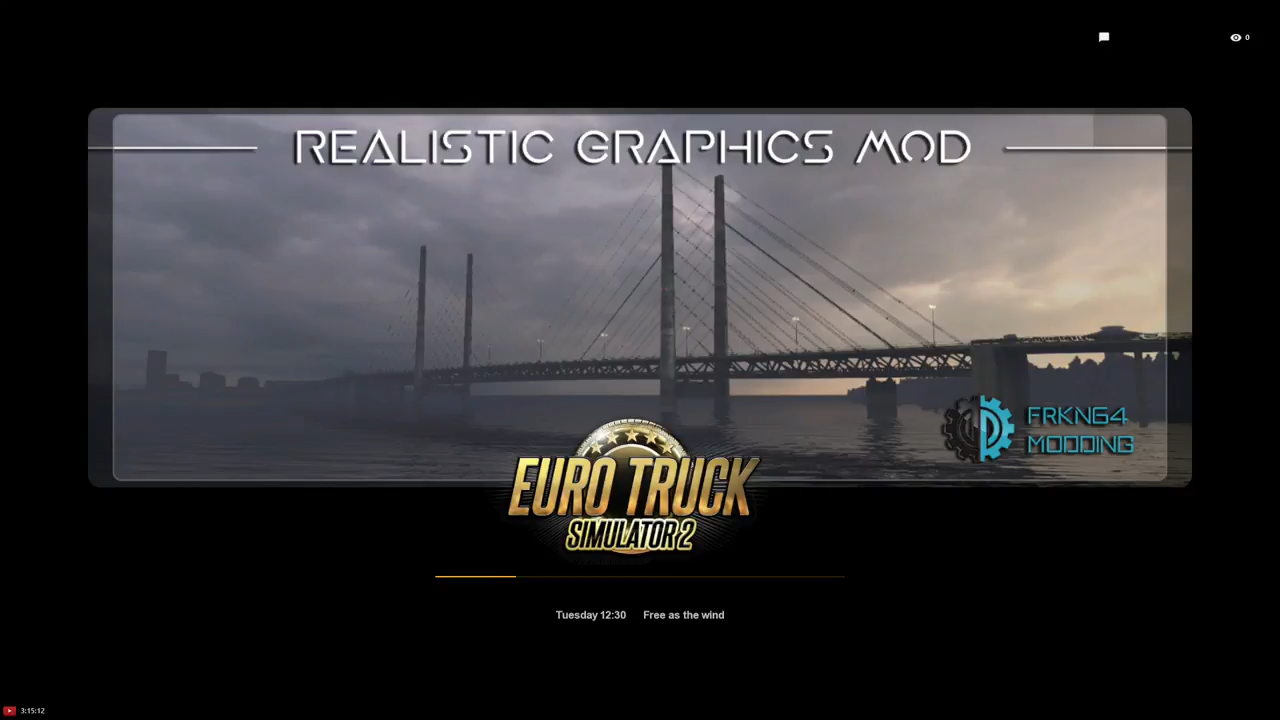 0
REALISTIC GRAPHICS MOD
FRKN64
MODDING
EURO TRUCK
SIMULATOR 2
Tuesday 12:30 Free as the wind
3:15:12